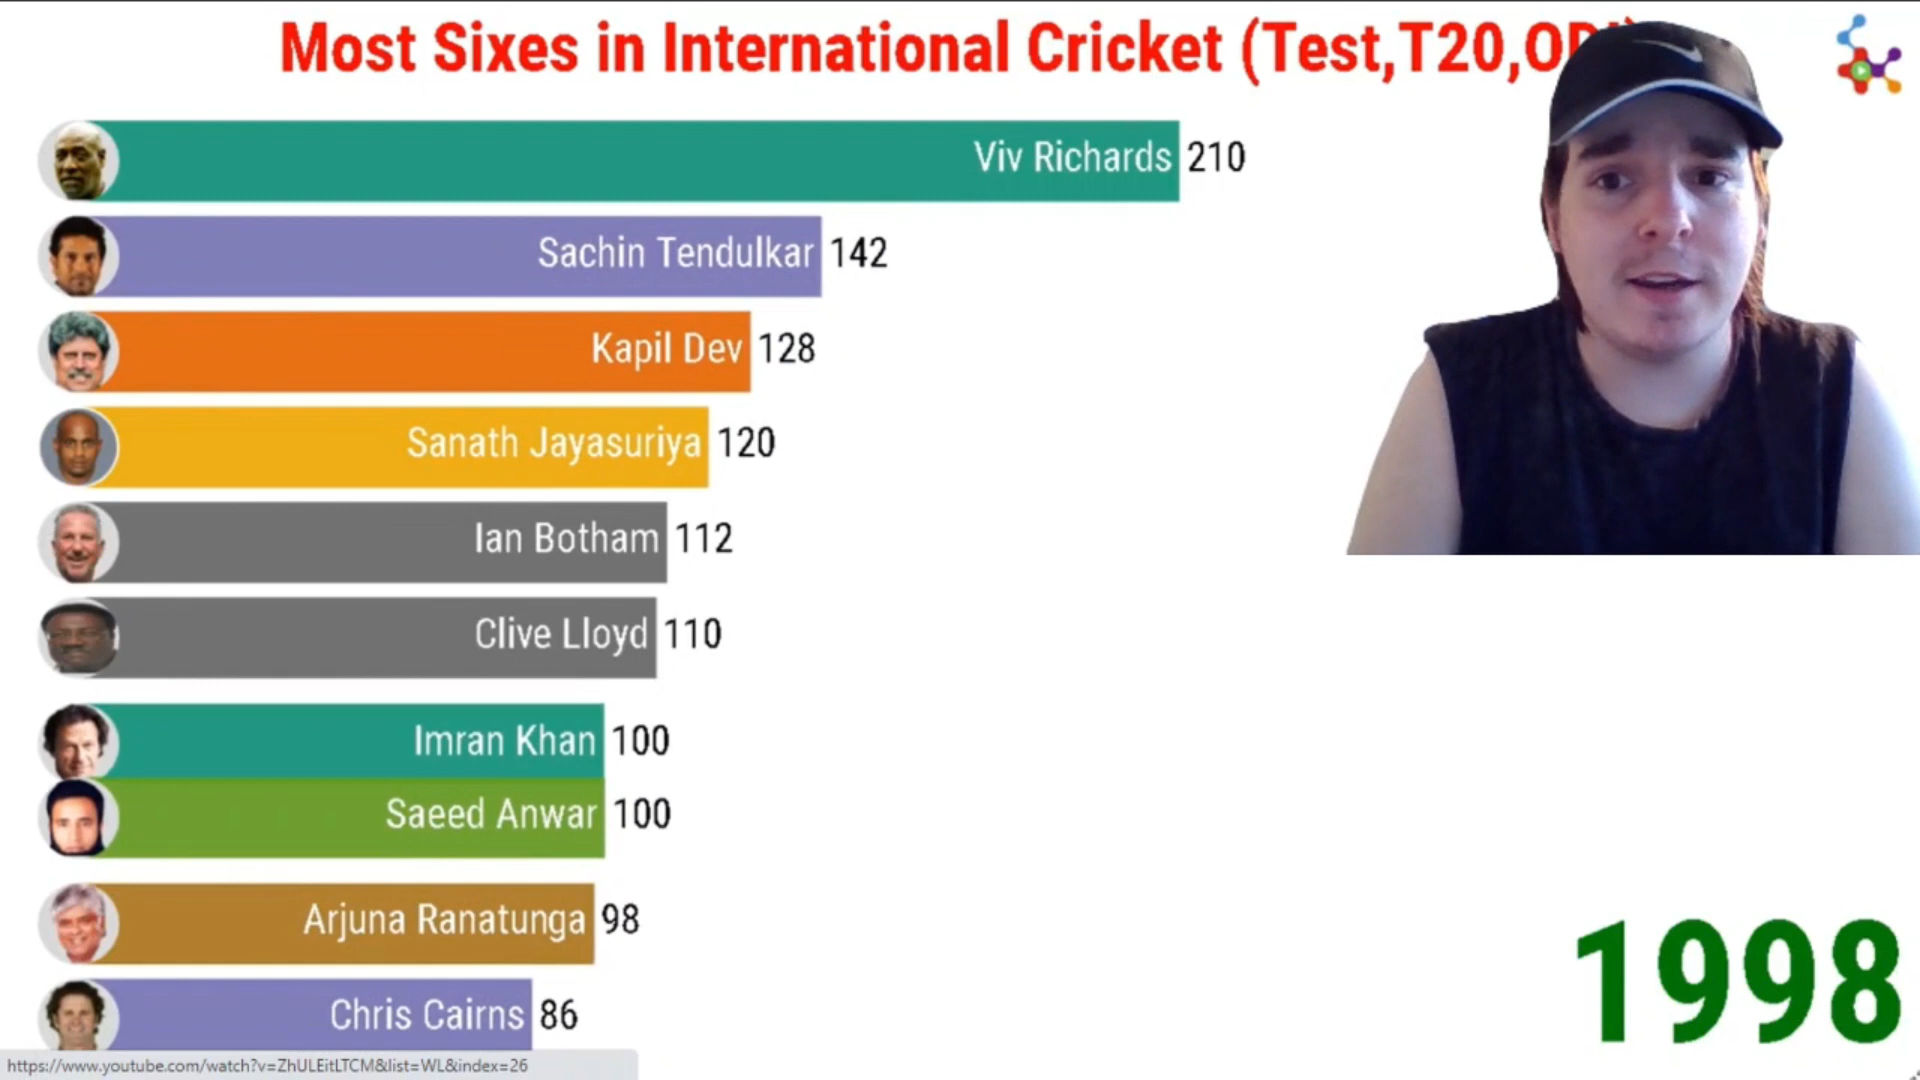 Most Sixes in International Cricket (Test,T20,OD
Viv Richards 210
Sachin Tendulkar 142
Kapil Dev 128
Sanath Jayasuriya 120
Ian Botham 112
Clive Lloyd 110
Imran Khan 100
Saeed Anwar 100
Arjuna Ranatunga 98
Chris Cairns 86
1998
https://www.youtube.com/watch?v=ZhULEitLTCM&list=WL&index=26